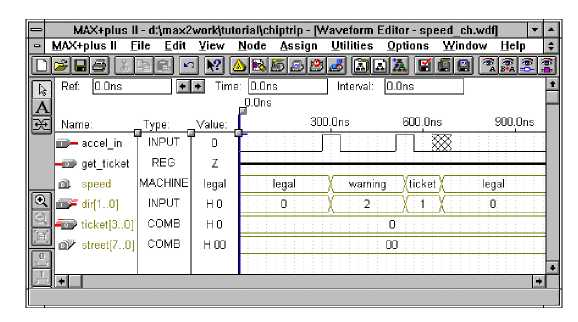 MAX+plus II - d:\max2work\tutorial\chiptrip - [Waveform Editor - speed_ch.wdf]
MAX+plus II File Edit View Node Assign Utilities Options Window Help
Ref: 0.0ns Time: 0.0ns Interval: 0.0ns
0.0ns
Name: Type: Value: 300.0ns 600.0ns 900.0ns
accel_in INPUT 0
get_ticket REG Z
speed MACHINE legal legal warning ticket legal
dir[1..0] INPUT H 0 0 2 1 0
ticket[3..0] COMB H 0 0
street[7..0] COMB H 00 00